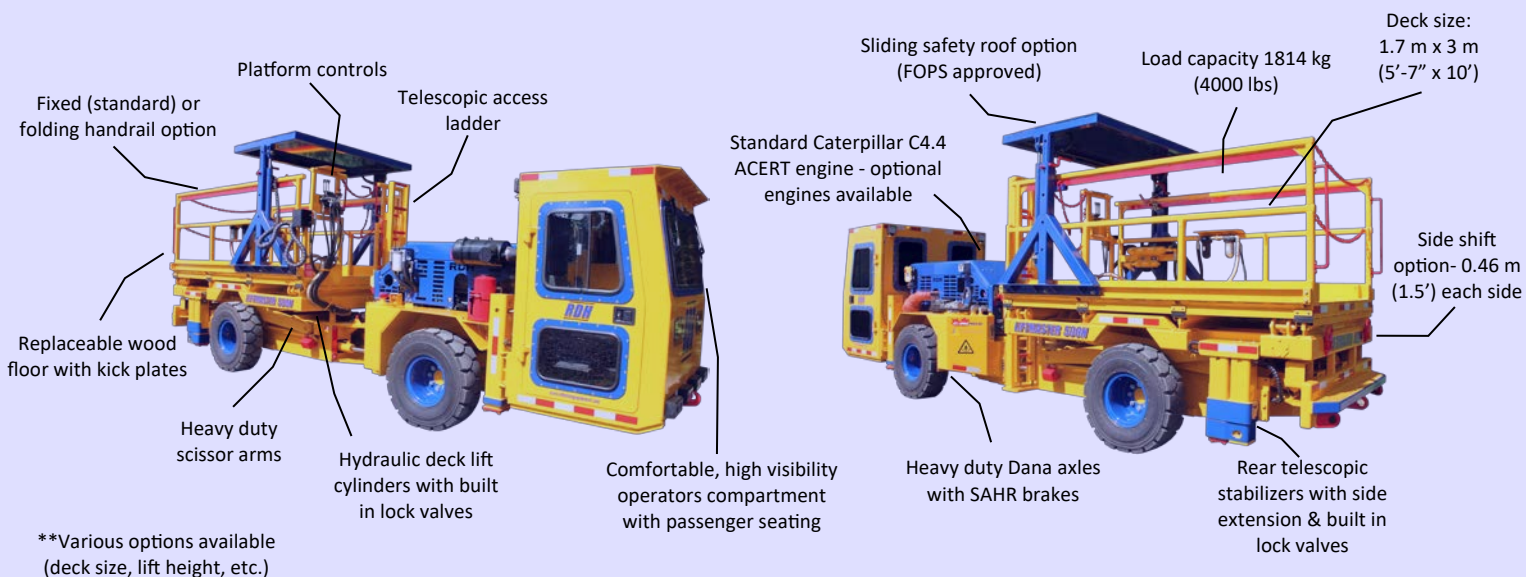 Platform controls
Fixed (standard) or
folding handrail option
Telescopic access
ladder
Replaceable wood
floor with kick plates
Heavy duty
scissor arms
Hydraulic deck lift
cylinders with built
in lock valves
Comfortable, high visibility
operators compartment
with passenger seating
**Various options available
(deck size, lift height, etc.)
RDH
RDH
Sliding safety roof option
(FOPS approved)
Load capacity 1814 kg
(4000 lbs)
Deck size:
1.7 m x 3 m
(5’-7” x 10’)
Standard Caterpillar C4.4
ACERT engine - optional
engines available
Side shift
option- 0.46 m
(1.5’) each side
Heavy duty Dana axles
with SAHR brakes
Rear telescopic
stabilizers with side
extension & built in
lock valves
RDH